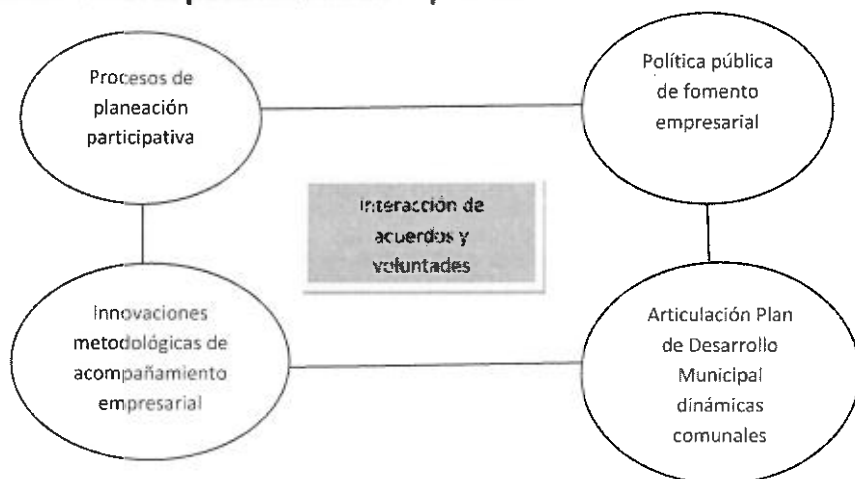 Procesos de
planeación
participativa
Política pública
de fomento
empresarial
Interacción de
acuerdos y
voluntades
Innovaciones
metodológicas de
acompañamiento
empresarial
Articulación Plan
de Desarrollo
Municipal
dinámicas
comunales